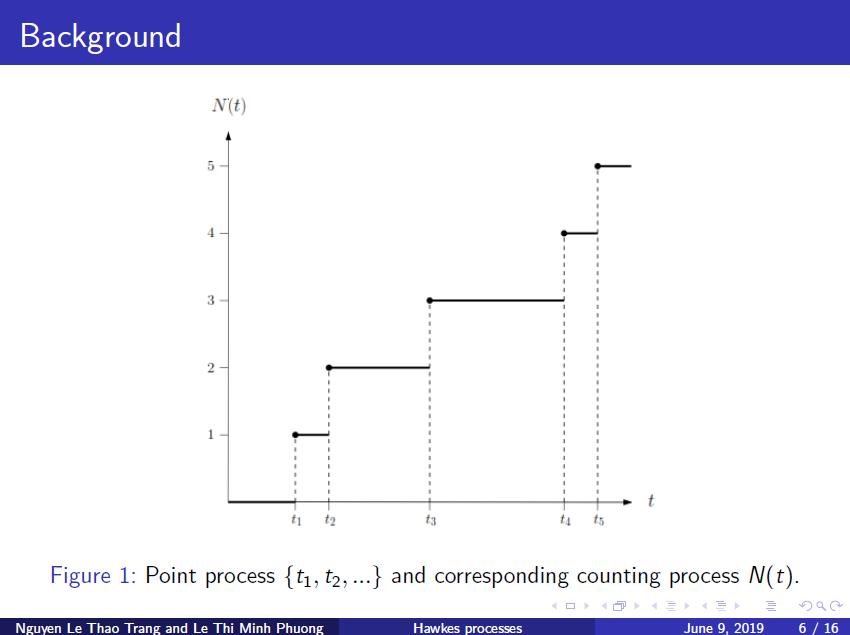 Background
N(t)
5
4
3
2
1
t
t₁ t₂ t₃ t₄ t₅
Figure 1: Point process {t₁, t₂, ...} and corresponding counting process N(t).
Nguyen Le Thao Trang and Le Thi Minh Phuong Hawkes processes June 9, 2019 6 / 16